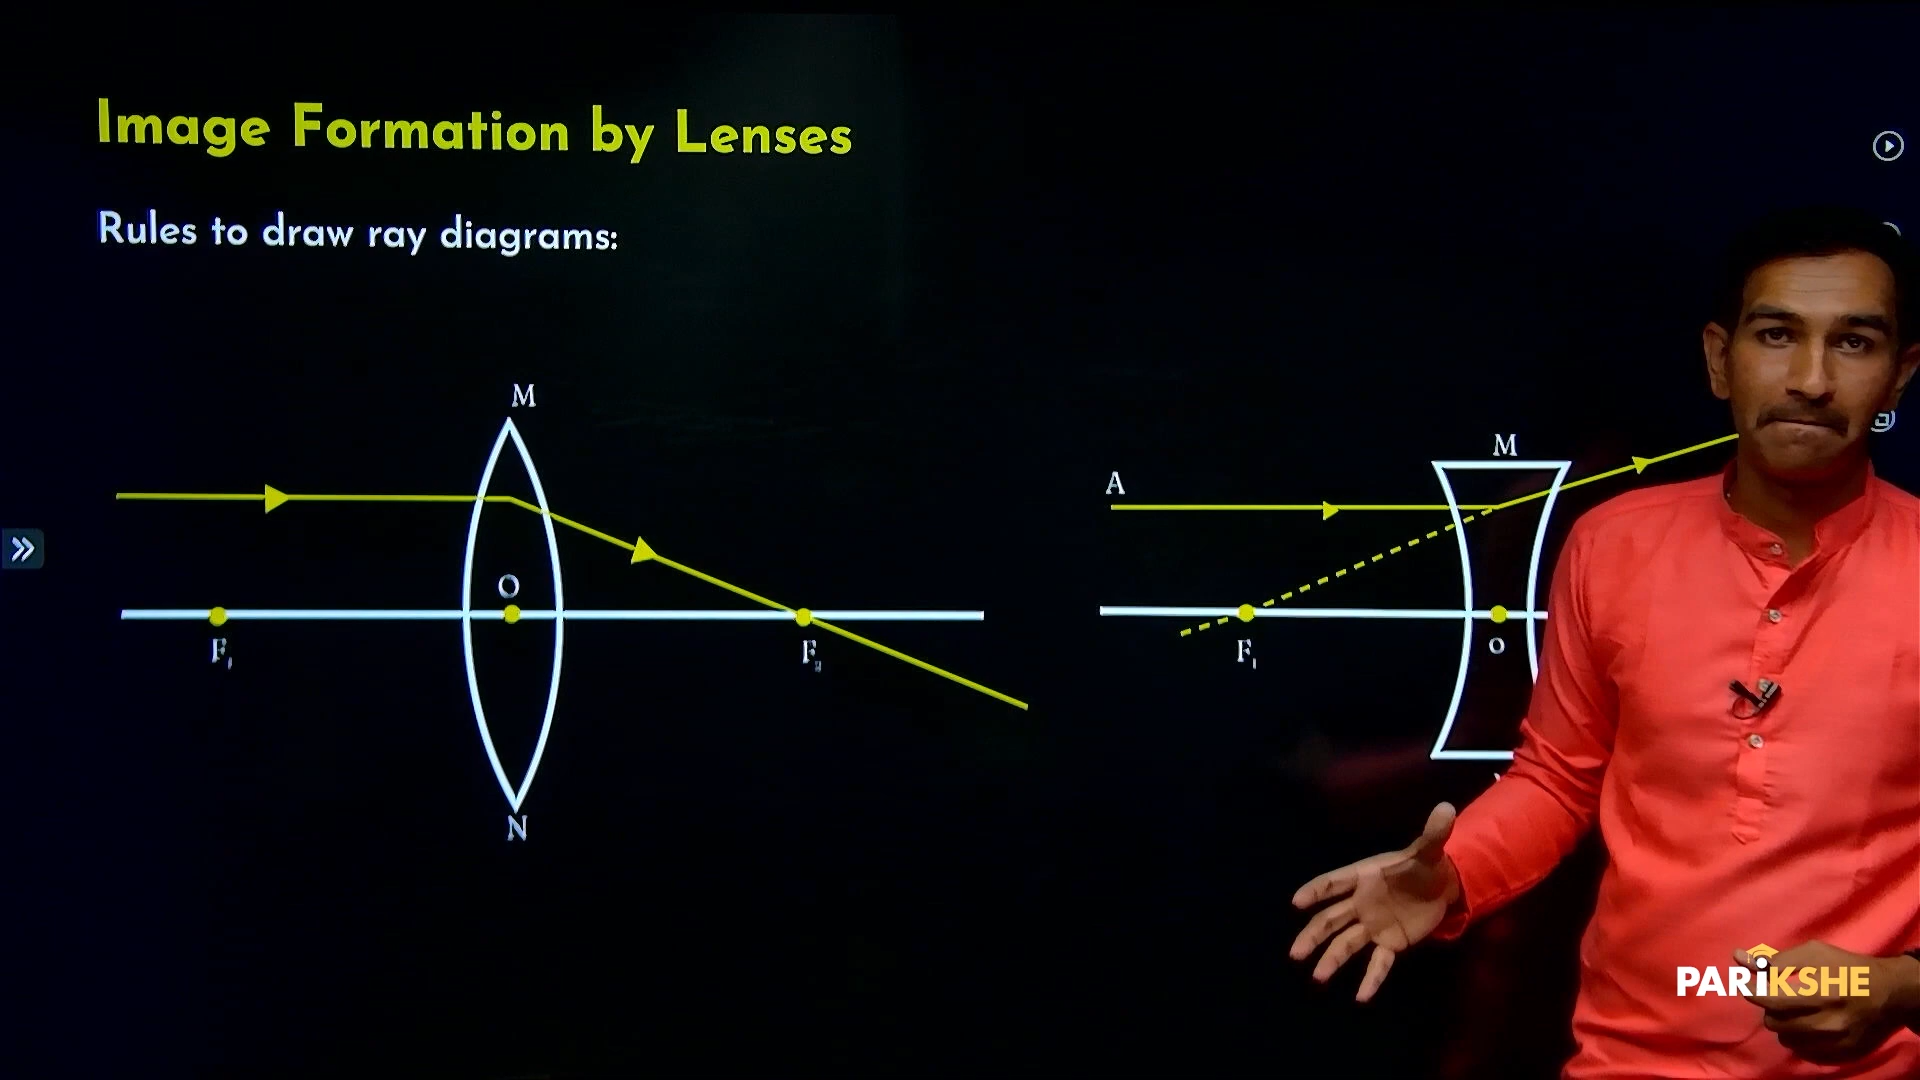 Image Formation by Lenses
Rules to draw ray diagrams:
M
O
F₁
F₂
N
A
M
F₁
O
PARiKSHE